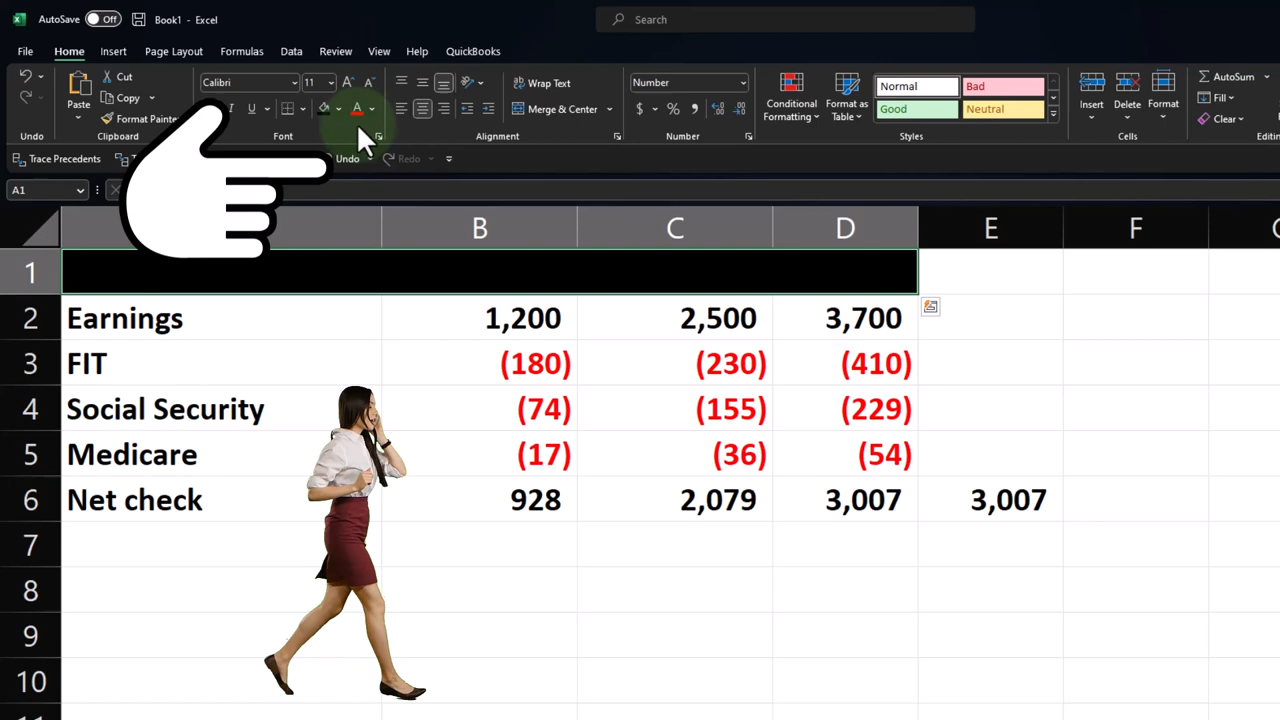 AutoSave Off Book1 - Excel Search
File Home Insert Page Layout Formulas Data Review View Help QuickBooks
Paste Cut Copy Format Painter
Calibri 11 A A
I U A
Wrap Text
Merge & Center
Number
$ %
Conditional Formatting Format as Table
Normal Bad
Good Neutral
Insert Delete Format
AutoSum
Fill
Clear
Undo Clipboard Font Alignment Number Styles Cells
Trace Precedents Undo Redo
A1
B C D E F
1
2 Earnings 1,200 2,500 3,700
3 FIT (180) (230) (410)
4 Social Security (74) (155) (229)
5 Medicare (17) (36) (54)
6 Net check 928 2,079 3,007 3,007
7
8
9
10